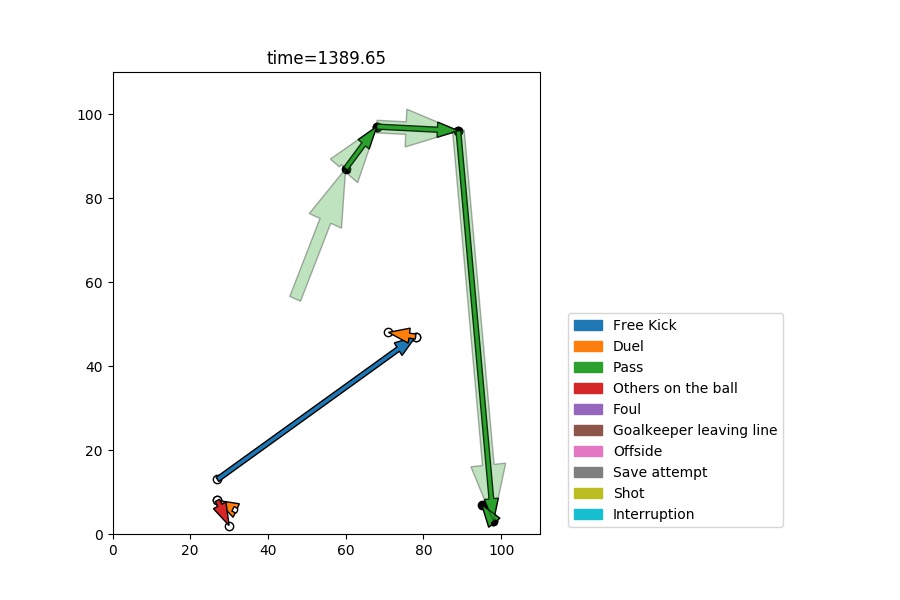 time=1389.65
100
80
60
40
20
0
0 20 40 60 80 100
Free Kick
Duel
Pass
Others on the ball
Foul
Goalkeeper leaving line
Offside
Save attempt
Shot
Interruption